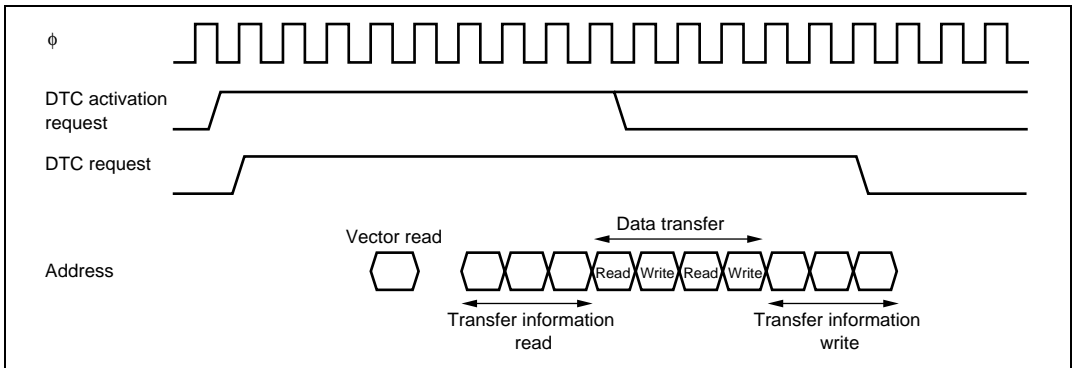 φ
DTC activation
request
DTC request
Data transfer
Vector read
Address
Read Write Read Write
Transfer information
read
Transfer information
write